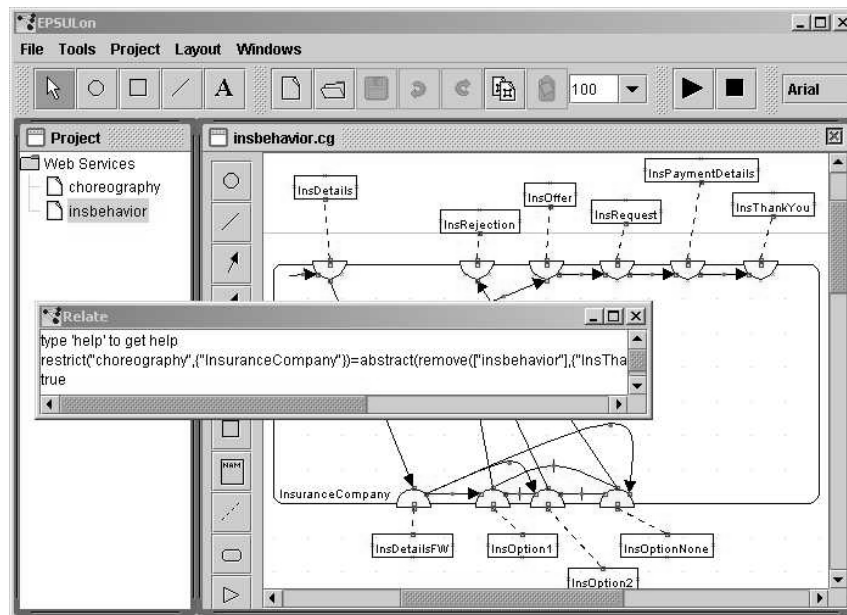 EPSULon
File Tools Project Layout Windows
A 100 Arial
Project
Web Services
choreography
insbehavior
insbehavior.cg
InsDetails
InsRejection
InsOffer
InsRequest
InsPaymentDetails
InsThankYou
Relate
type 'help' to get help
restrict("choreography",{"InsuranceCompany"})=abstract(remove(["insbehavior"],{"InsTha
true
NAM
InsuranceCompany
InsDetailsFW
InsOption1
InsOption2
InsOptionNone